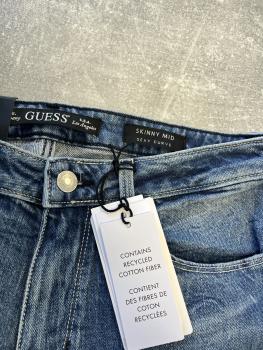 GUESS U.S.A.
Los Angeles
SKINNY MID
SEXY CURVE
CONTAINS
RECYCLED
COTTON FIBER
CONTIENT
DES FIBRES DE
COTON
RECYCLÉES